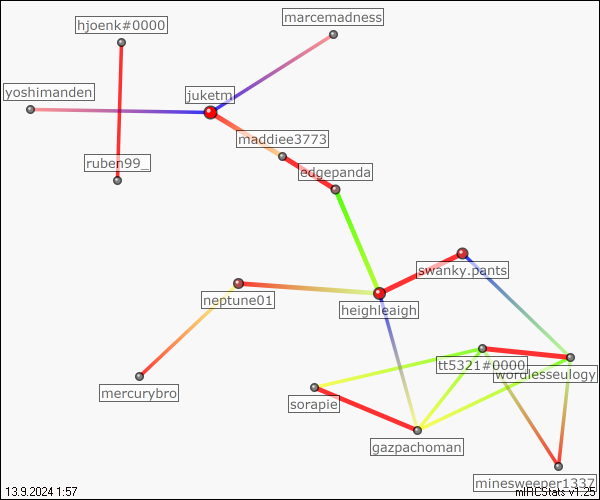 marcemadness
hjoenk#0000
yoshimanden
juketm
maddiee3773
ruben99_
edgepanda
swanky.pants
neptune01
heighleaigh
tt5321#0000
wordlesseulogy
mercurybro
sorapie
gazpachoman
minesweeper1337
13.9.2024 1:57
mIRCStats v1.25